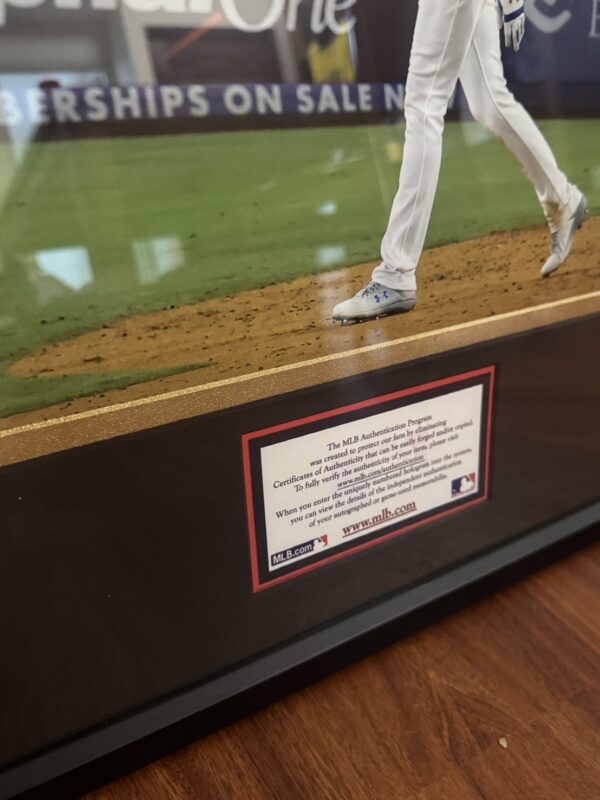 One
BERSHIPS ON SALE N
The MLB Authentication Program
was created to protect our fans by eliminating
Certificates of Authenticity that can be easily forged and/or copied.
To fully verify the authenticity of your item, please visit
www.mlb.com/authentication
When you enter the uniquely numbered hologram into the system,
you can view the details of the independent authentication
of your autographed or game-used memorabilia.
MLB.com
www.mlb.com